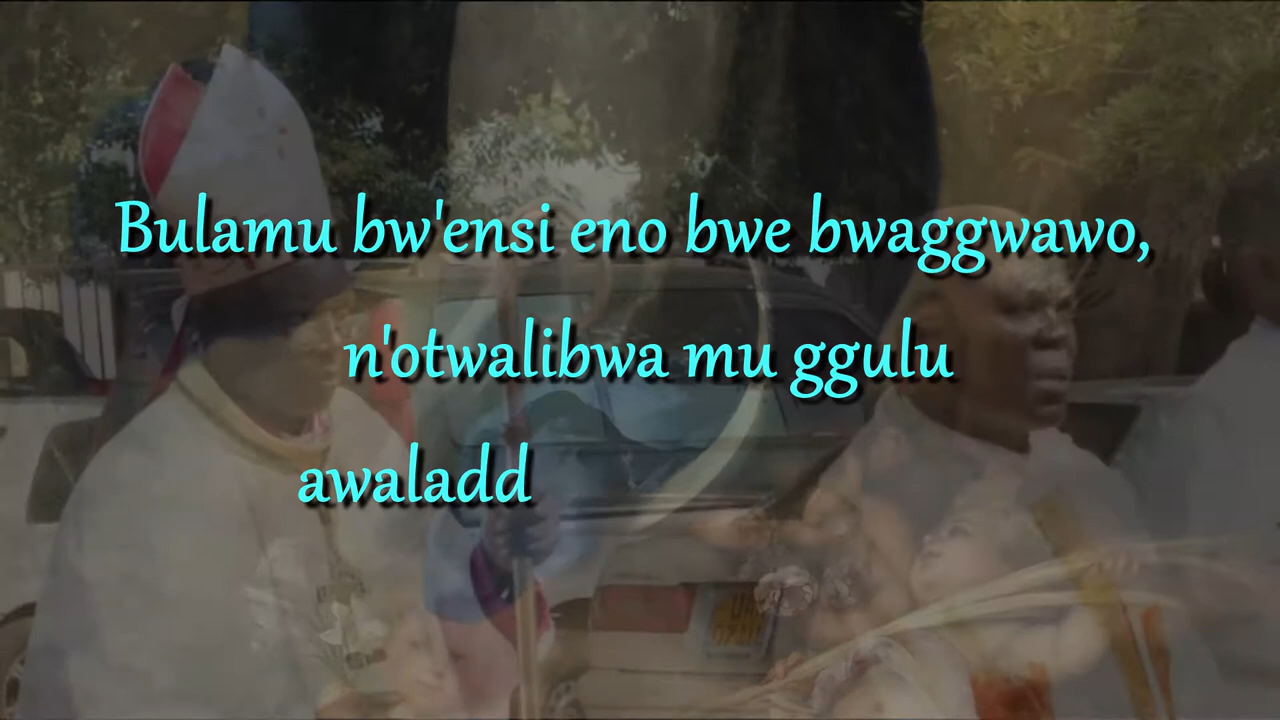 Bulamu bw'ensi eno bwe bwaggwawo,
n'otwalibwa mu ggulu
awaladd